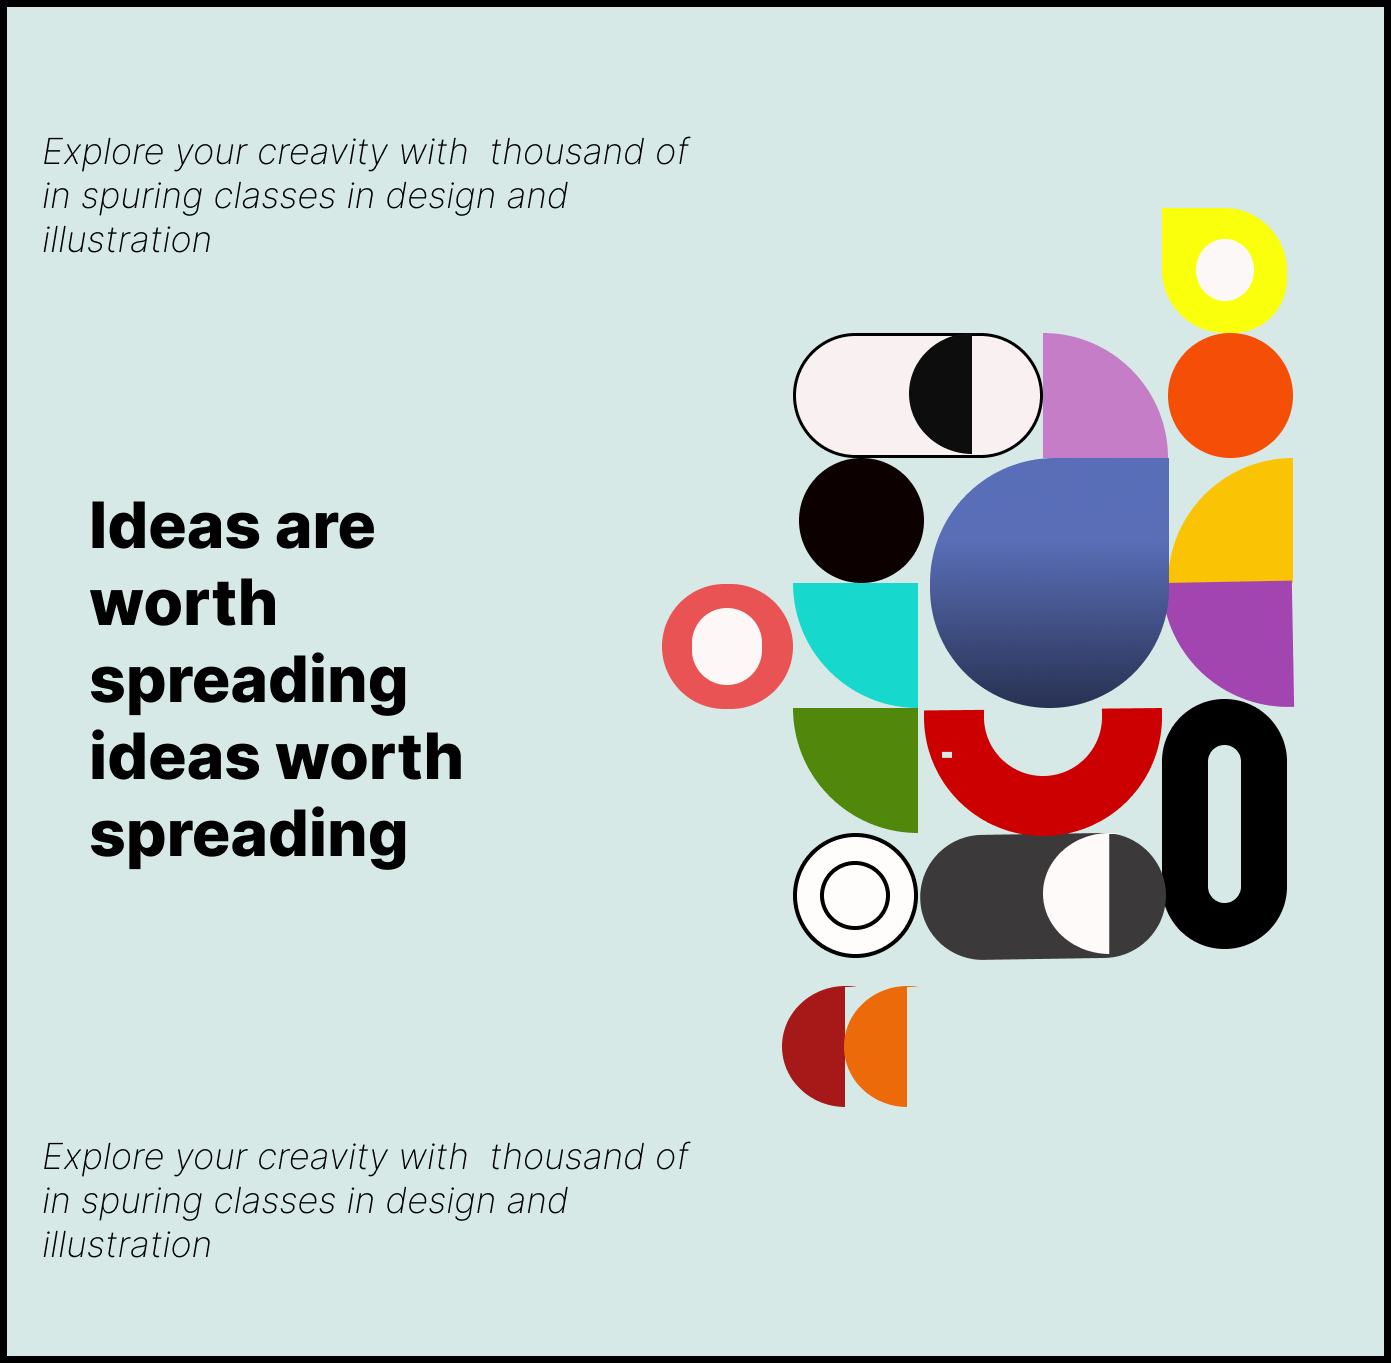 Explore your creavity with  thousand of
in spuring classes in design and
illustration
Ideas are
worth
spreading
ideas worth
spreading
Explore your creavity with  thousand of
in spuring classes in design and
illustration